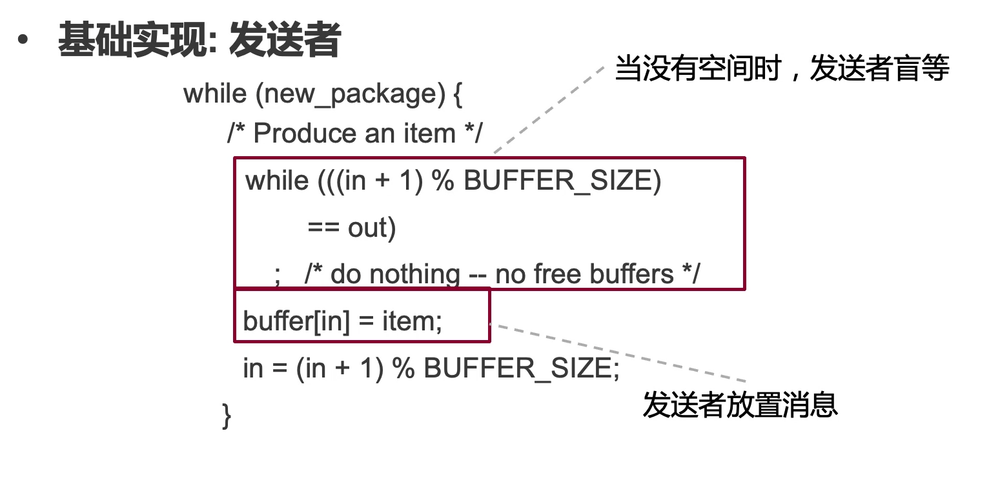 • 基础实现: 发送者
当没有空间时，发送者盲等
while (new_package) {
/* Produce an item */
while (((in + 1) % BUFFER_SIZE)
== out)
; /* do nothing -- no free buffers */
buffer[in] = item;
in = (in + 1) % BUFFER_SIZE;
发送者放置消息
}